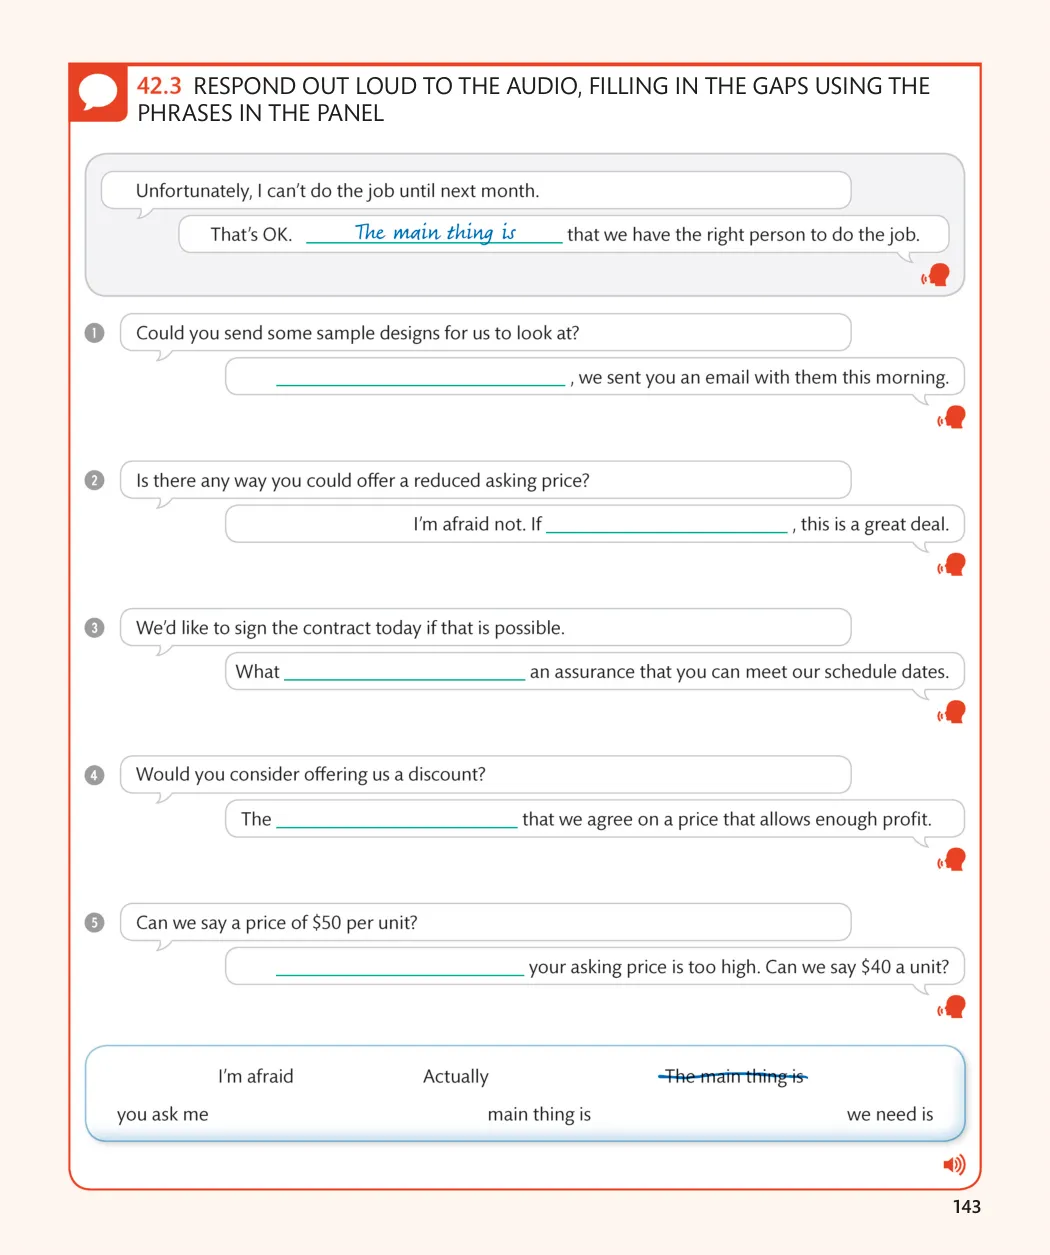 42.3 RESPOND OUT LOUD TO THE AUDIO, FILLING IN THE GAPS USING THE
PHRASES IN THE PANEL
Unfortunately, I can't do the job until next month.
That's OK. The main thing is that we have the right person to do the job.
1 Could you send some sample designs for us to look at?
, we sent you an email with them this morning.
2 Is there any way you could offer a reduced asking price?
I'm afraid not. If , this is a great deal.
3 We'd like to sign the contract today if that is possible.
What an assurance that you can meet our schedule dates.
4 Would you consider offering us a discount?
The that we agree on a price that allows enough profit.
5 Can we say a price of $50 per unit?
your asking price is too high. Can we say $40 a unit?
I'm afraid Actually The main thing is
you ask me main thing is we need is
143